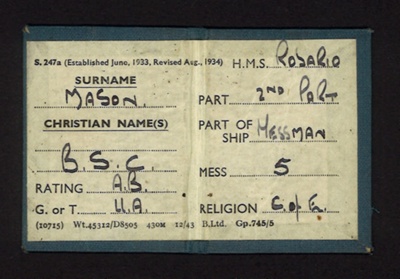 S. 247a (Established June, 1933, Revised Aug., 1934)
SURNAME
MASON.
CHRISTIAN NAME(S)
B. S. C.
RATING A.B.
G. or T. U.A.
(10715) Wt.45312/D8505 430M 12/43 B.Ltd. Gp.745/5
H.M.S. ROSARIO
PART 2ND PART
PART OF SHIP MESSMAN
MESS 5
RELIGION C. of E.